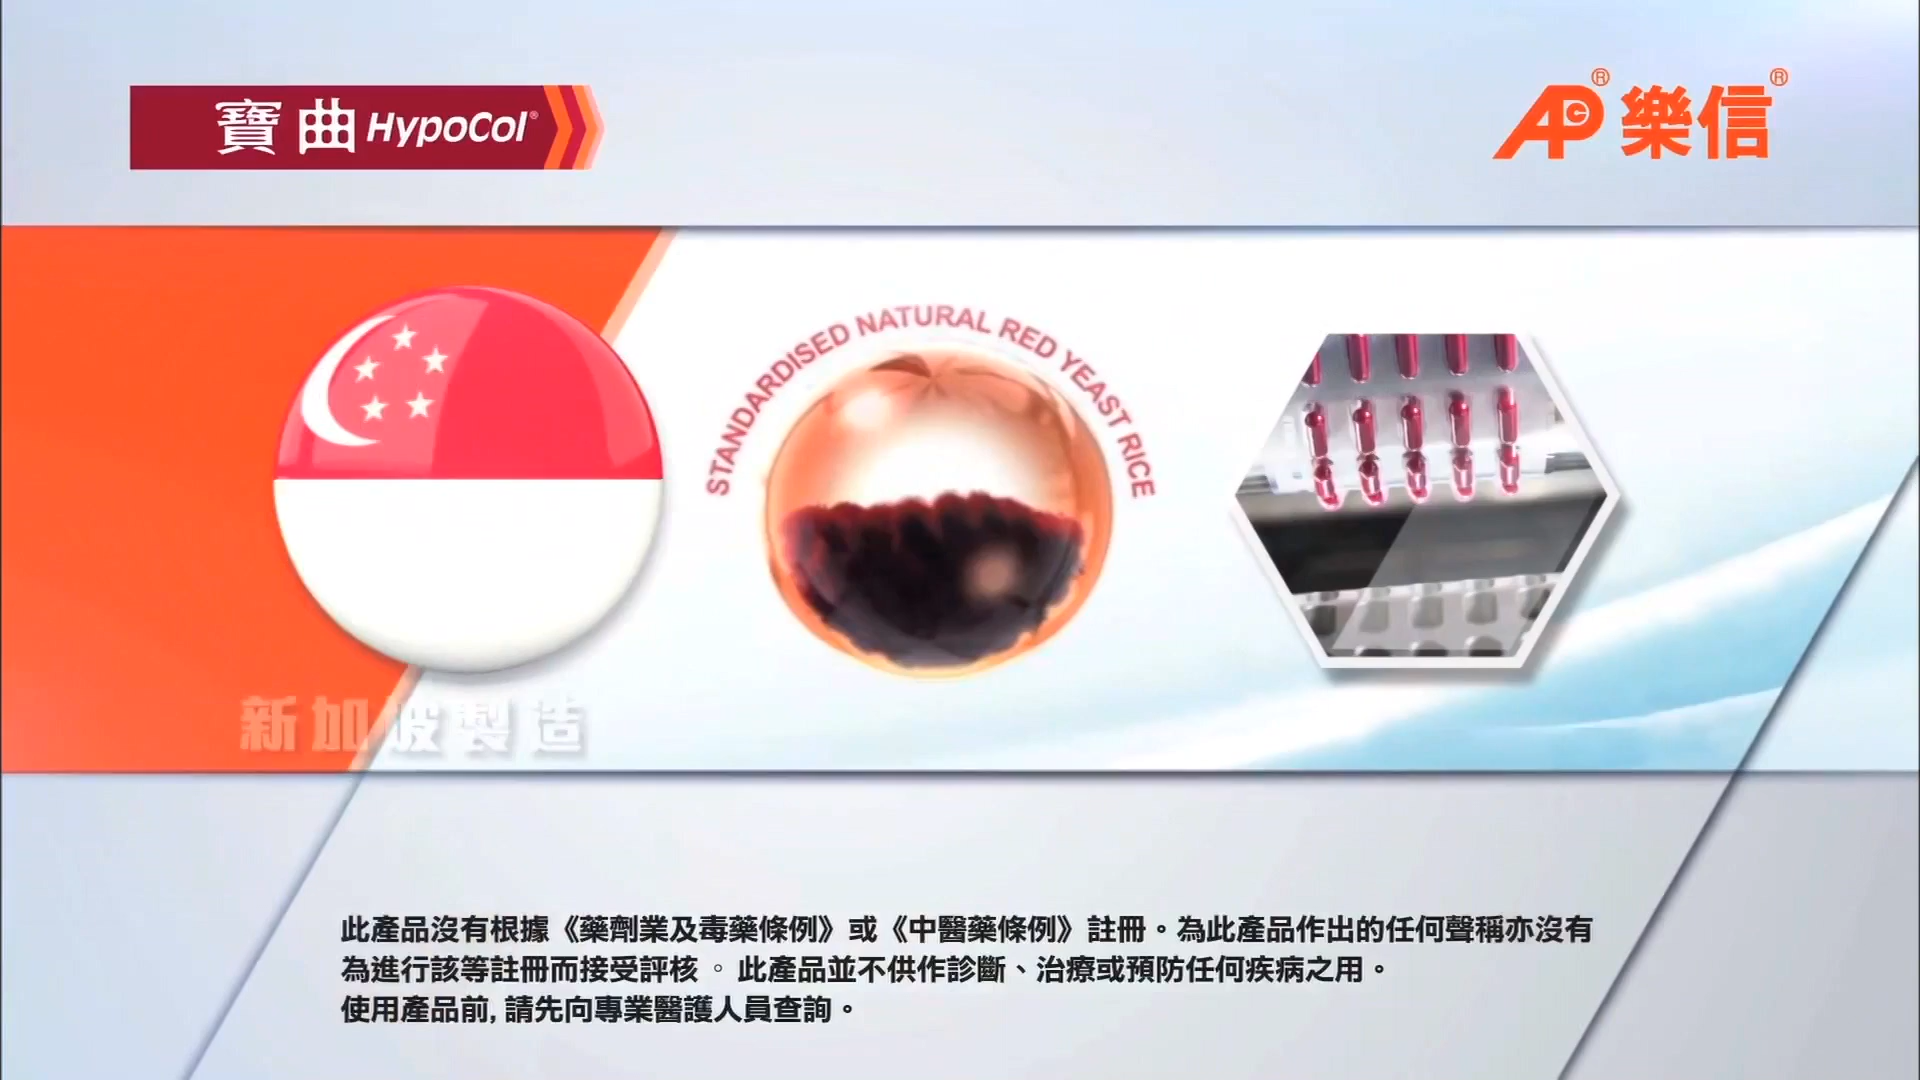 寶曲 HypoCol®
AP® 樂信®
STANDARDISED NATURAL RED YEAST RICE
新加坡製造
此產品沒有根據《藥劑業及毒藥條例》或《中醫藥條例》註冊。為此產品作出的任何聲稱亦沒有
為進行該等註冊而接受評核。此產品並不供作診斷、治療或預防任何疾病之用。
使用產品前, 請先向專業醫護人員查詢。